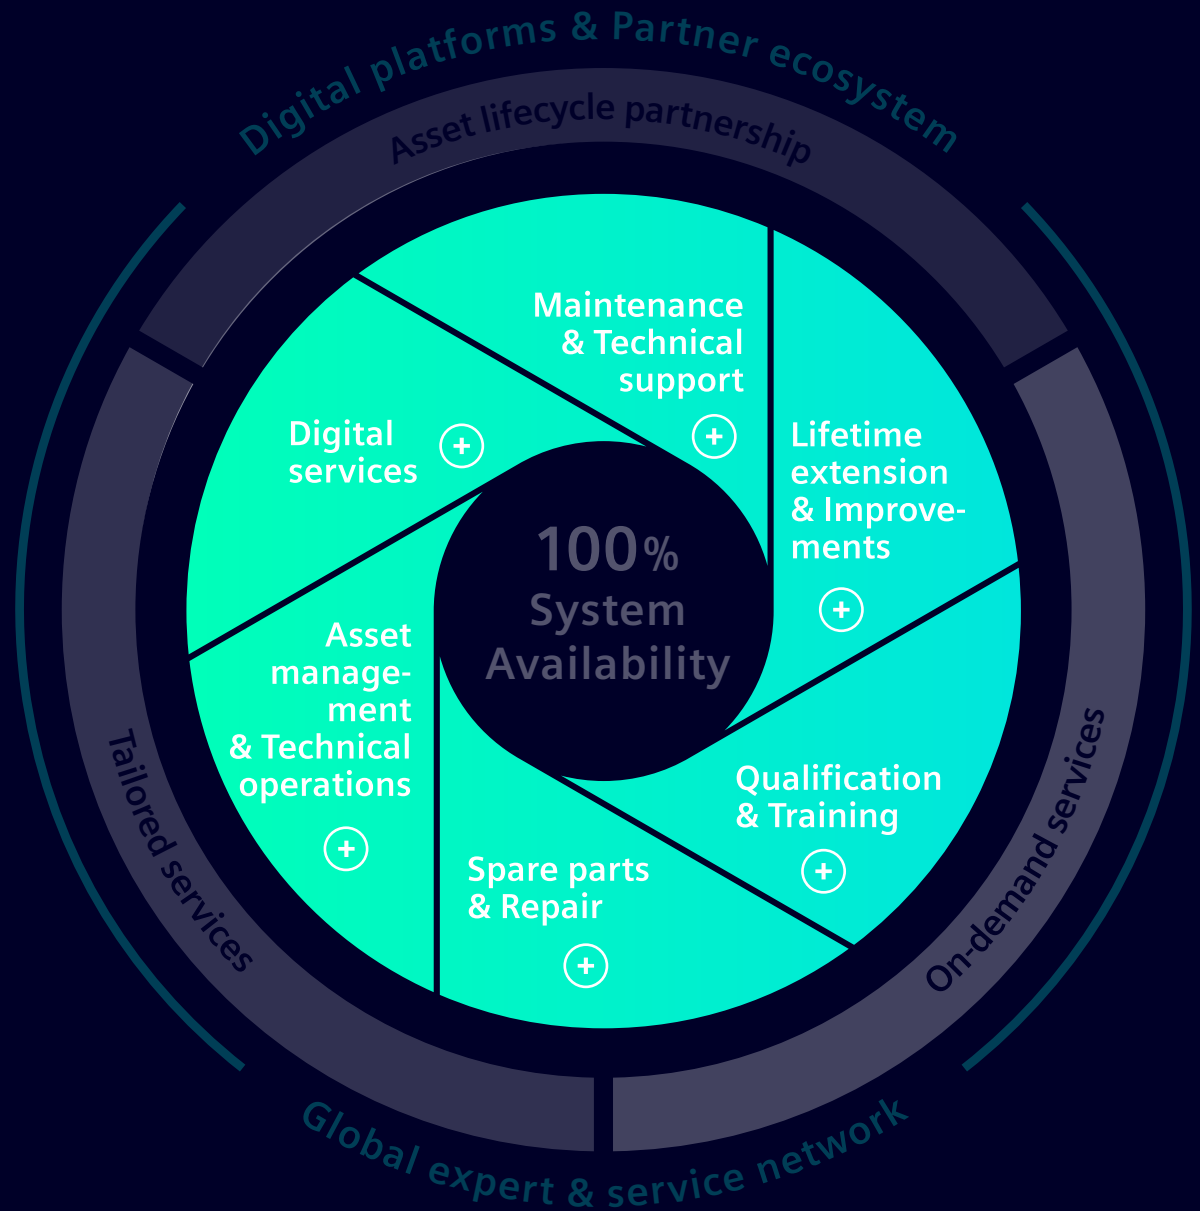 Digital platforms & Partner ecosystem
Asset lifecycle partnership
Maintenance
& Technical
support
Digital
services
Lifetime
extension
& Improve-
ments
100%
System
Availability
Asset
manage-
ment
& Technical
operations
Qualification
& Training
Spare parts
& Repair
Tailored services
On-demand services
Global expert & service network